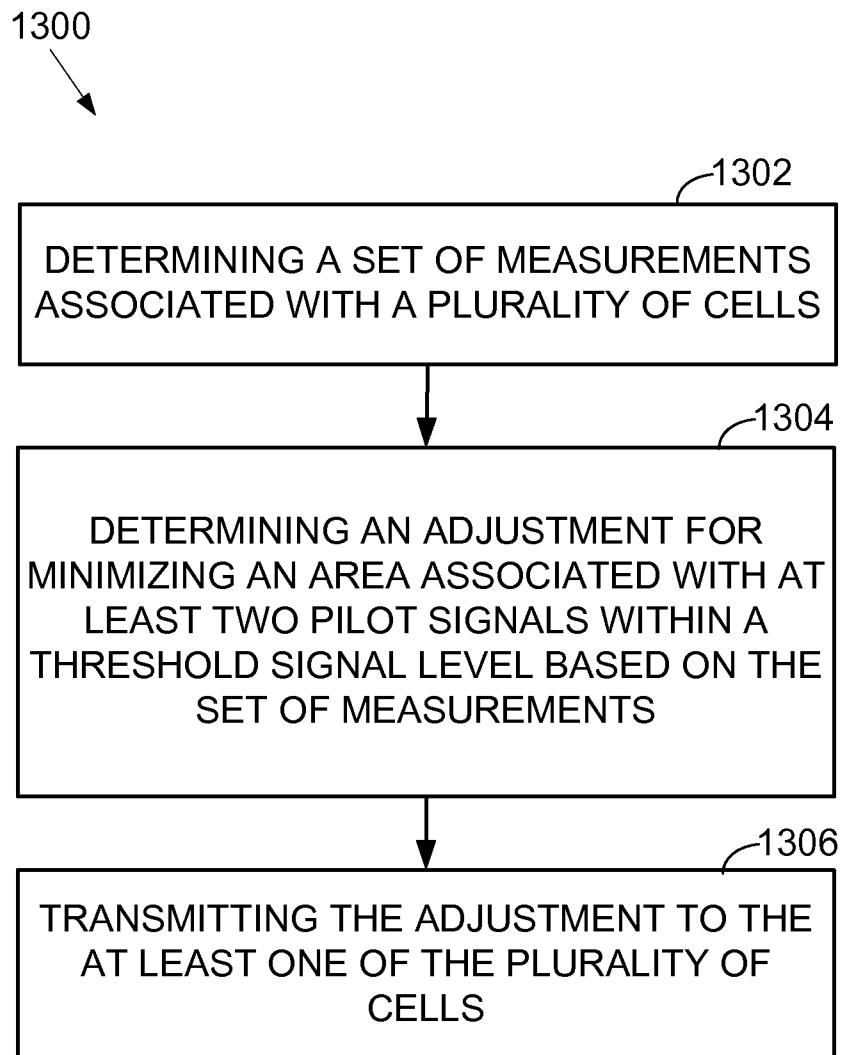 1300
1302
DETERMINING A SET OF MEASUREMENTS
ASSOCIATED WITH A PLURALITY OF CELLS
1304
DETERMINING AN ADJUSTMENT FOR
MINIMIZING AN AREA ASSOCIATED WITH AT
LEAST TWO PILOT SIGNALS WITHIN A
THRESHOLD SIGNAL LEVEL BASED ON THE
SET OF MEASUREMENTS
1306
TRANSMITTING THE ADJUSTMENT TO THE
AT LEAST ONE OF THE PLURALITY OF
CELLS